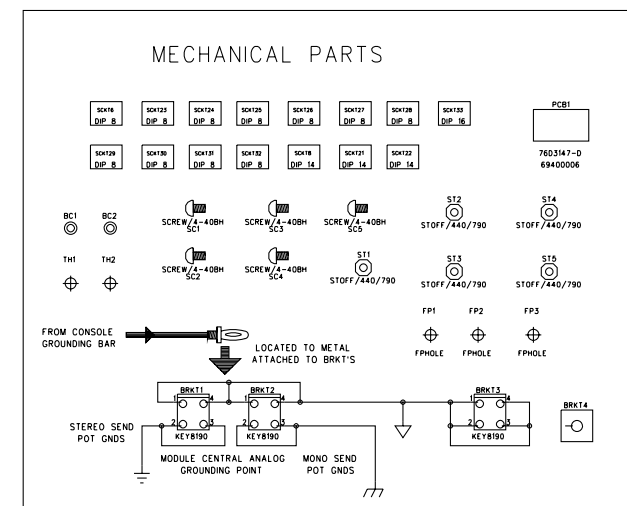 MECHANICAL PARTS
SCKT6 SCKT23 SCKT24 SCKT25 SCKT26 SCKT27 SCKT28 SCKT33
DIP 8 DIP 8 DIP 8 DIP 8 DIP 8 DIP 8 DIP 8 DIP 16
PCB1
SCKT29 SCKT30 SCKT31 SCKT32 SCKT8 SCKT21 SCKT22
DIP 8 DIP 8 DIP 8 DIP 8 DIP 14 DIP 14 DIP 14
76D3147-D
69400006
BC1 BC2
SCREW/4-40BH SCREW/4-40BH SCREW/4-40BH
SC1 SC3 SC5
ST2 ST4
STOFF/440/790 STOFF/440/790
TH1 TH2
SCREW/4-40BH SCREW/4-40BH
SC2 SC4
ST1
STOFF/440/790
ST3 ST5
STOFF/440/790 STOFF/440/790
FP1 FP2 FP3
FPHOLE FPHOLE FPHOLE
FROM CONSOLE
GROUNDING BAR
LOCATED TO METAL
ATTACHED TO BRKT'S
BRKT1 BRKT2 BRKT3
1 4 1 4 1 4
2 3 2 3 2 3
KEY8190 KEY8190 KEY8190
BRKT4
STEREO SEND
POT GNDS
MODULE CENTRAL ANALOG
GROUNDING POINT
MONO SEND
POT GNDS